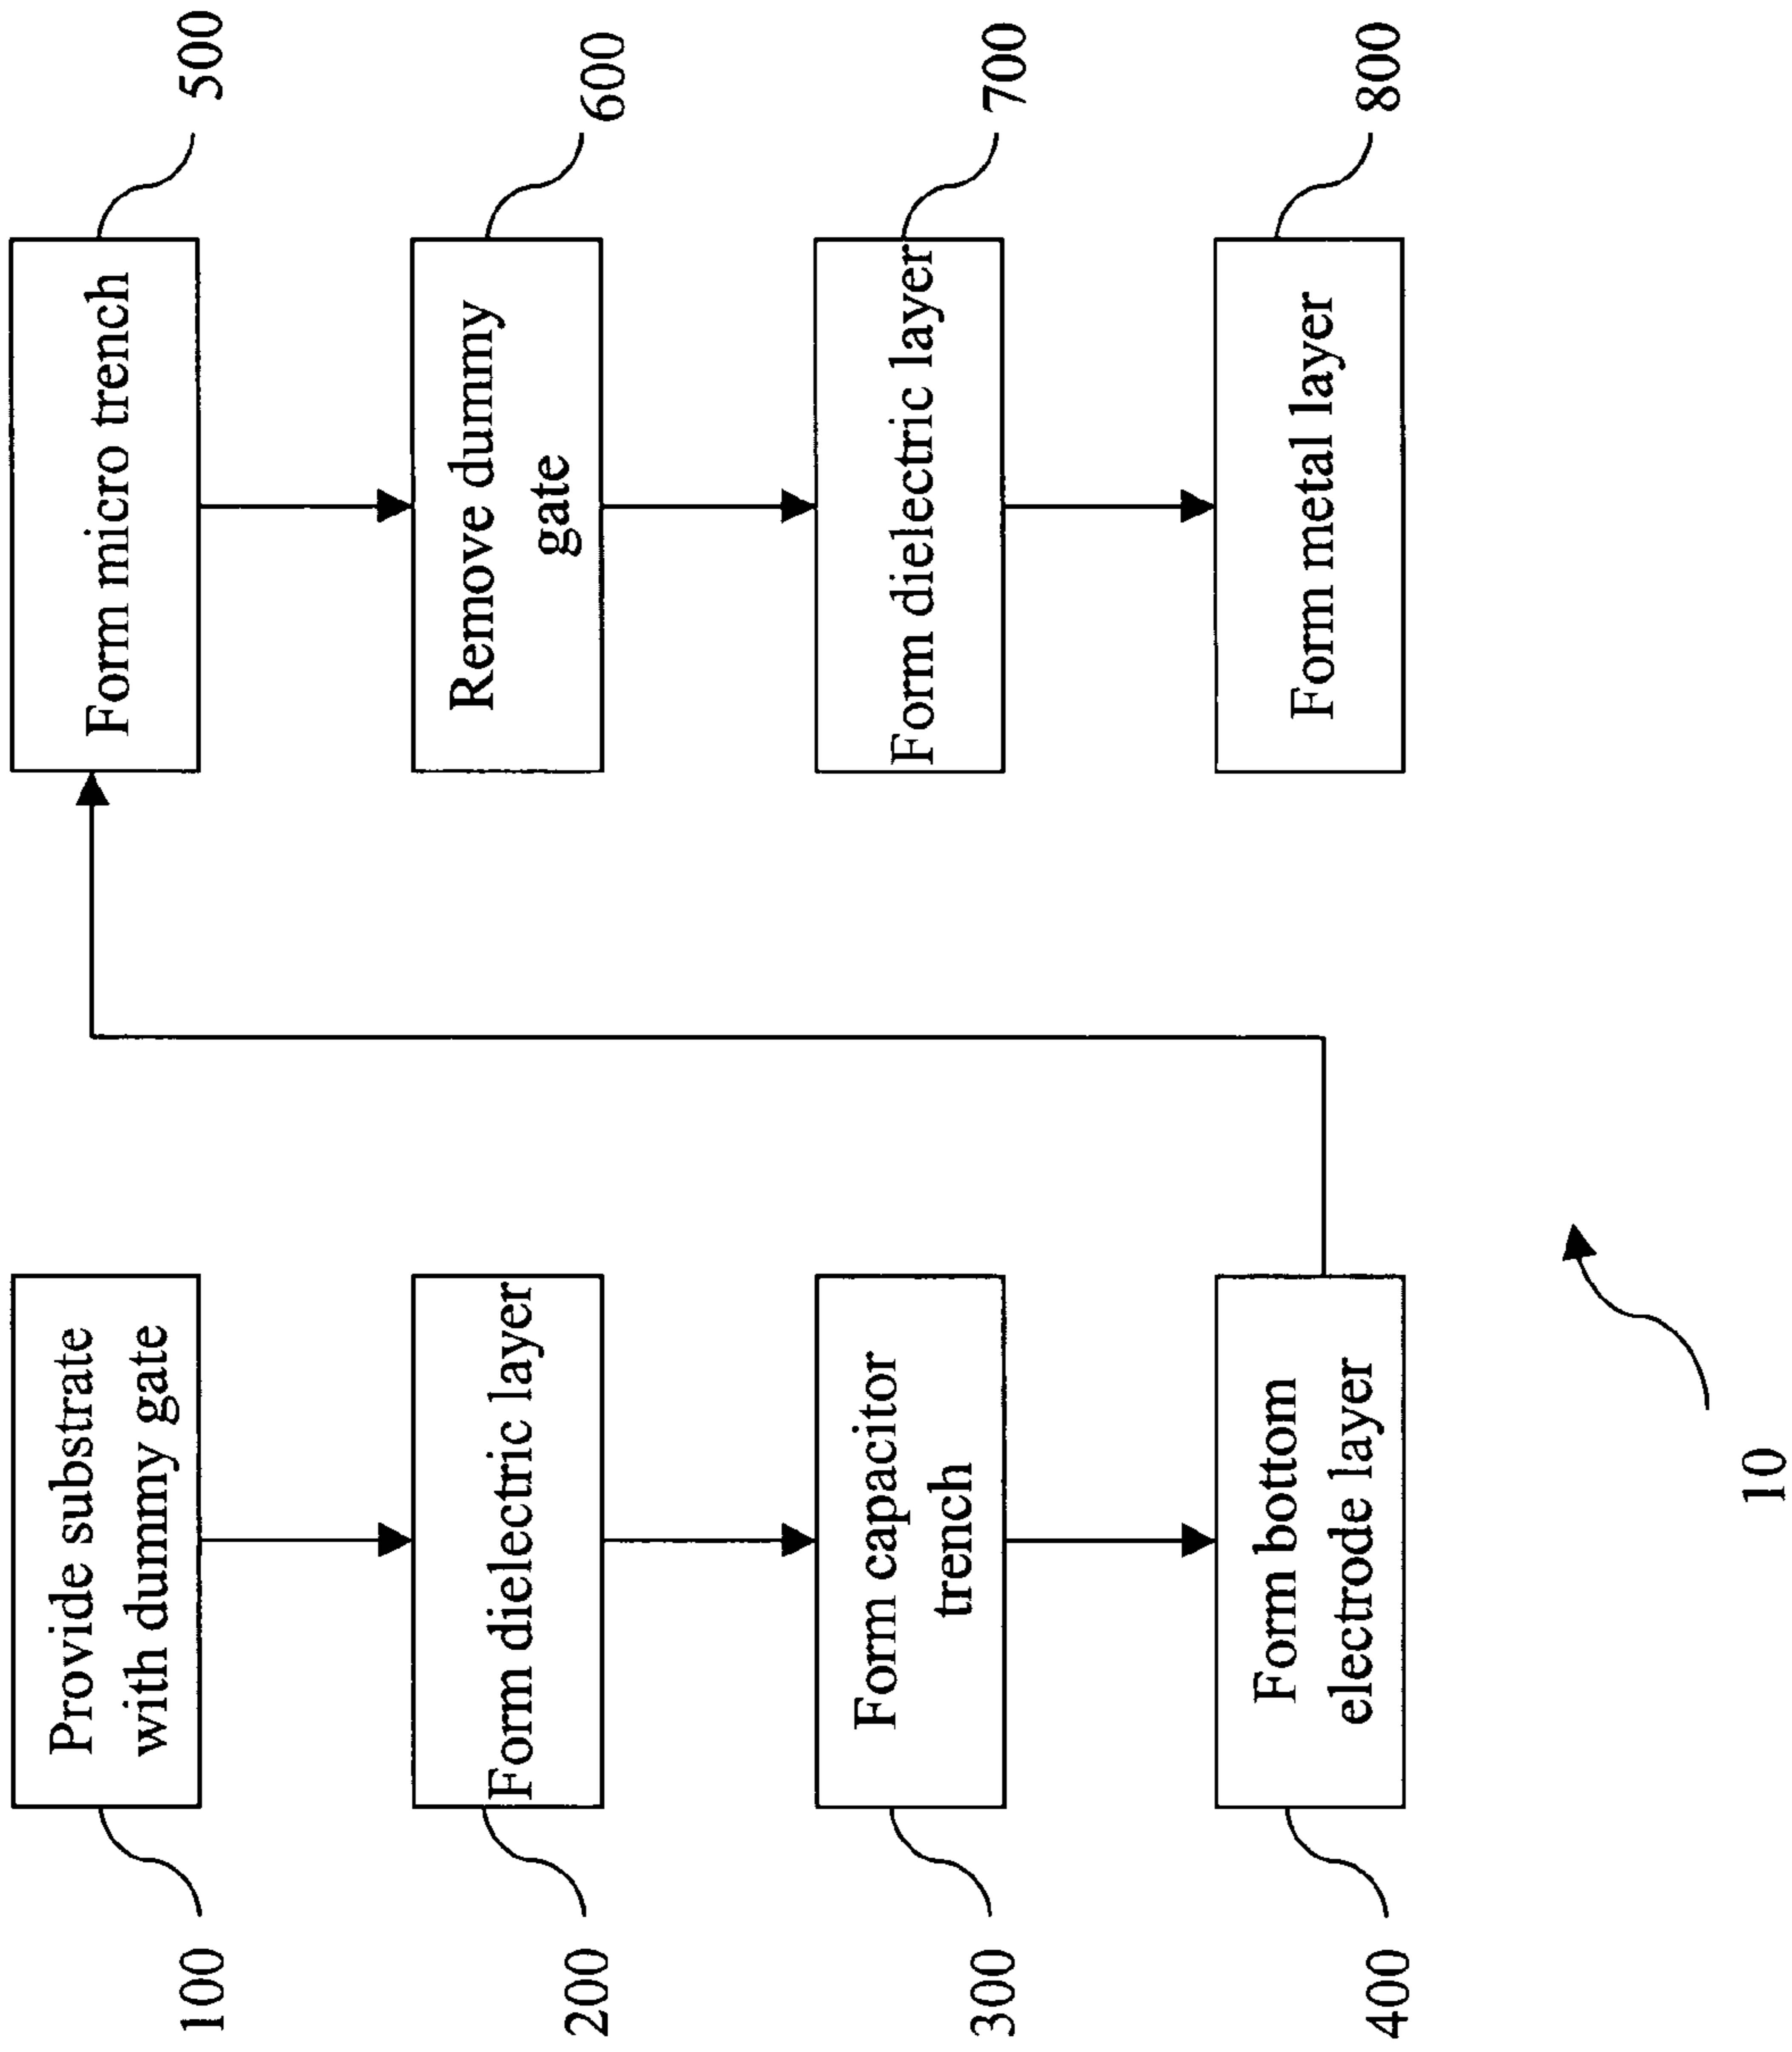 100
Provide substrate
with dummy gate
200
Form dielectric layer
300
Form capacitor
trench
400
Form bottom
electrode layer
Form micro trench
500
Remove dummy
gate
600
Form dielectric layer
700
Form metal layer
800
10